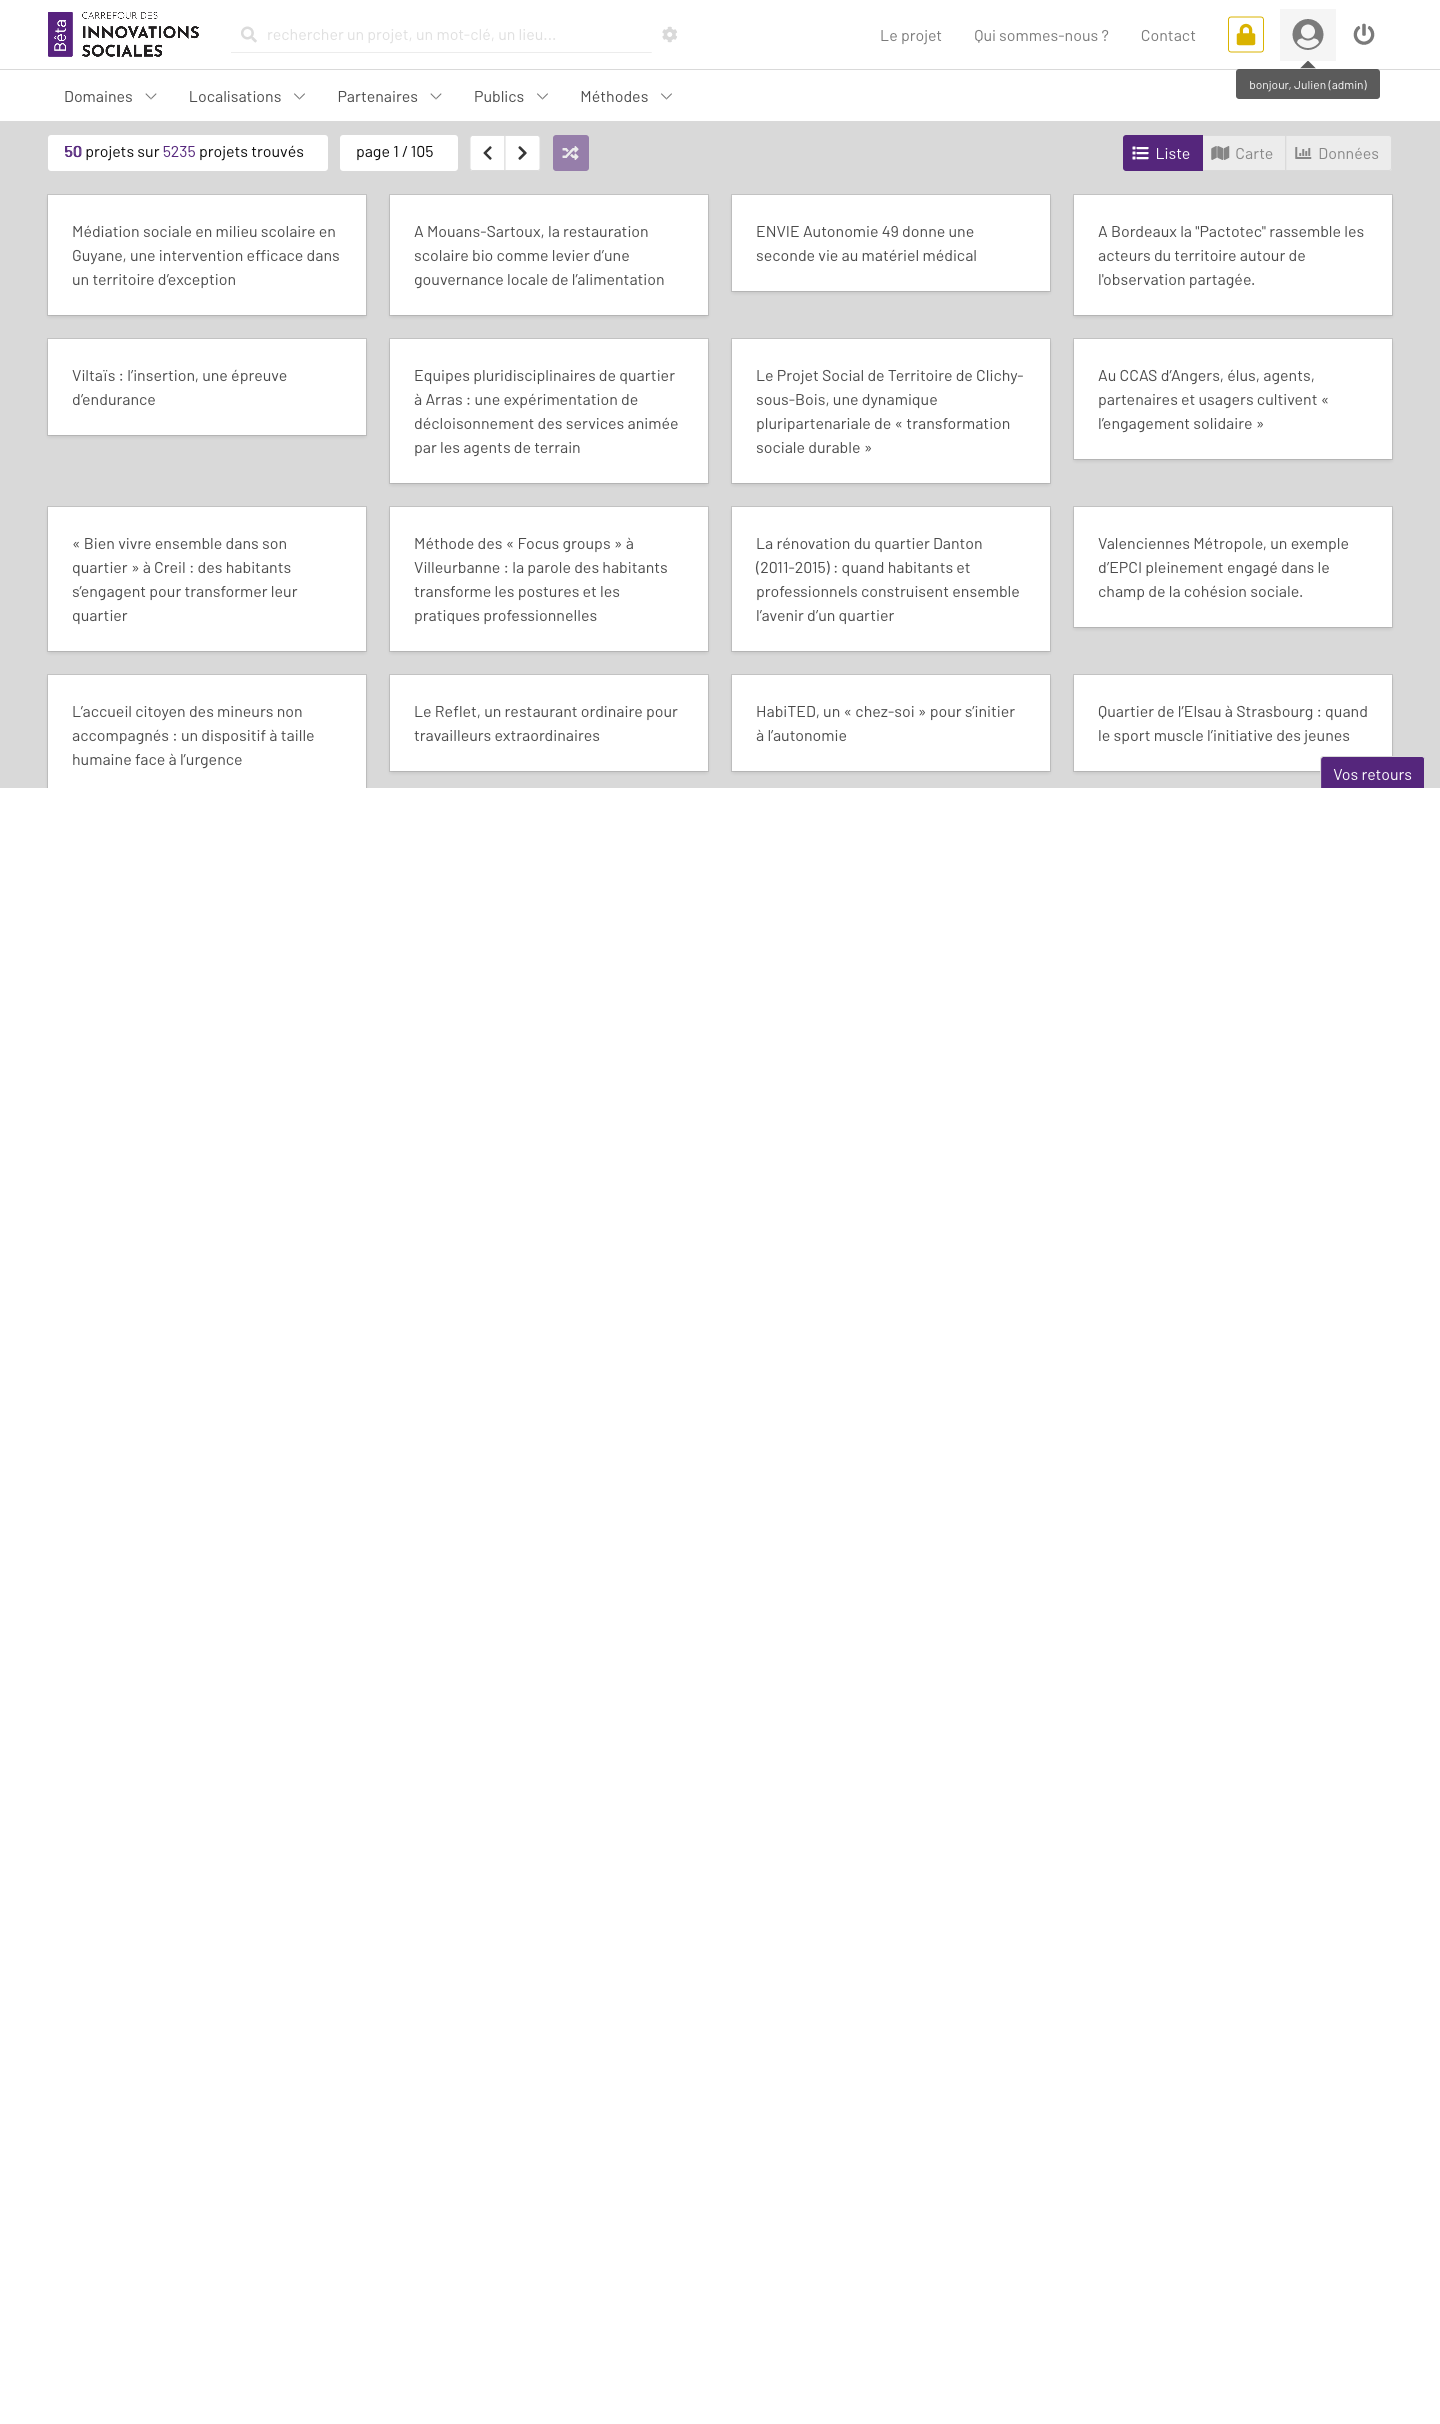 Bêta
CARREFOUR DES
INNOVATIONS
SOCIALES
rechercher un projet, un mot-clé, un lieu...
Le projet
Qui sommes-nous ?
Contact
bonjour, Julien (admin)
Domaines
Localisations
Partenaires
Publics
Méthodes
50 projets sur 5235 projets trouvés
page 1 / 105
Liste
Carte
Données
Médiation sociale en milieu scolaire en
Guyane, une intervention efficace dans
un territoire d’exception
A Mouans-Sartoux, la restauration
scolaire bio comme levier d’une
gouvernance locale de l’alimentation
ENVIE Autonomie 49 donne une
seconde vie au matériel médical
A Bordeaux la "Pactotec" rassemble les
acteurs du territoire autour de
l'observation partagée.
Viltaïs : l’insertion, une épreuve
d’endurance
Equipes pluridisciplinaires de quartier
à Arras : une expérimentation de
décloisonnement des services animée
par les agents de terrain
Le Projet Social de Territoire de Clichy-
sous-Bois, une dynamique
pluripartenariale de « transformation
sociale durable »
Au CCAS d’Angers, élus, agents,
partenaires et usagers cultivent «
l’engagement solidaire »
« Bien vivre ensemble dans son
quartier » à Creil : des habitants
s’engagent pour transformer leur
quartier
Méthode des « Focus groups » à
Villeurbanne : la parole des habitants
transforme les postures et les
pratiques professionnelles
La rénovation du quartier Danton
(2011-2015) : quand habitants et
professionnels construisent ensemble
l’avenir d’un quartier
Valenciennes Métropole, un exemple
d’EPCI pleinement engagé dans le
champ de la cohésion sociale.
L’accueil citoyen des mineurs non
accompagnés : un dispositif à taille
humaine face à l’urgence
Le Reflet, un restaurant ordinaire pour
travailleurs extraordinaires
HabiTED, un « chez-soi » pour s’initier
à l’autonomie
Quartier de l’Elsau à Strasbourg : quand
le sport muscle l’initiative des jeunes
Vos retours